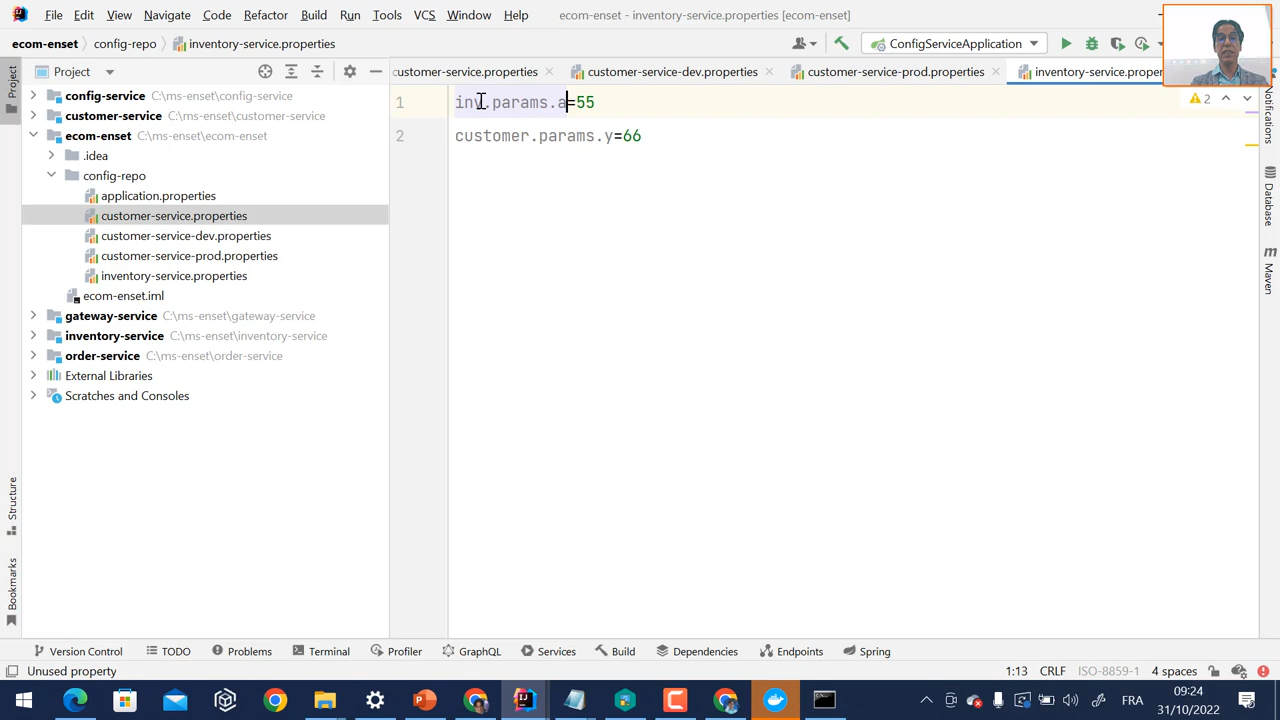 File Edit View Navigate Code Refactor Build Run Tools VCS Window Help ecom-enset - inventory-service.properties [ecom-enset]
ecom-enset config-repo inventory-service.properties ConfigServiceApplication
Project customer-service.properties customer-service-dev.properties customer-service-prod.properties inventory-service.proper
Project
config-service C:\ms-enset\config-service
customer-service C:\ms-enset\customer-service
ecom-enset C:\ms-enset\ecom-enset
.idea
config-repo
application.properties
customer-service.properties
customer-service-dev.properties
customer-service-prod.properties
inventory-service.properties
ecom-enset.iml
gateway-service C:\ms-enset\gateway-service
inventory-service C:\ms-enset\inventory-service
order-service C:\ms-enset\order-service
External Libraries
Scratches and Consoles
Structure
Bookmarks
1 inv.params.a=55
2 customer.params.y=66
2
Notifications
Database
m Maven
Version Control TODO Problems Terminal Profiler GraphQL Services Build Dependencies Endpoints Spring
Unused property 1:13 CRLF ISO-8859-1 4 spaces
FRA 09:24
31/10/2022